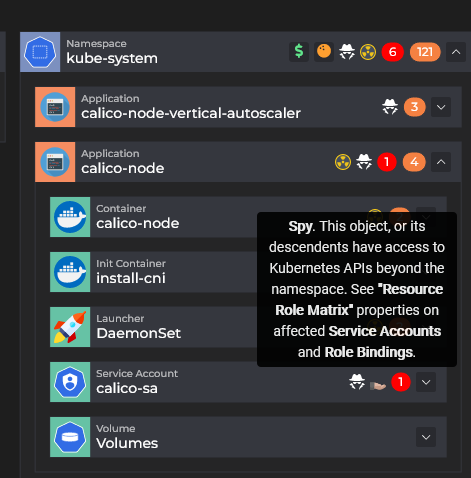 Namespace
kube-system
$
6
121
Application
calico-node-vertical-autoscaler
3
Application
calico-node
1
4
Container
calico-node
Spy. This object, or its
descendents have access to
Kubernetes APIs beyond the
namespace. See "Resource
Role Matrix" properties on
affected Service Accounts
and Role Bindings.
Init Container
install-cni
Launcher
DaemonSet
Service Account
calico-sa
1
Volume
Volumes